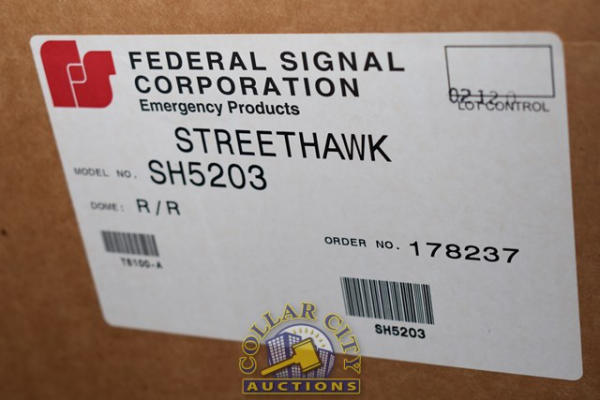 FEDERAL SIGNAL
CORPORATION
Emergency Products
LOT CONTROL
STREETHAWK
MODEL NO. SH5203
DOME: R/R
ORDER NO. 178237
SH5203
COLLAR CITY
AUCTIONS